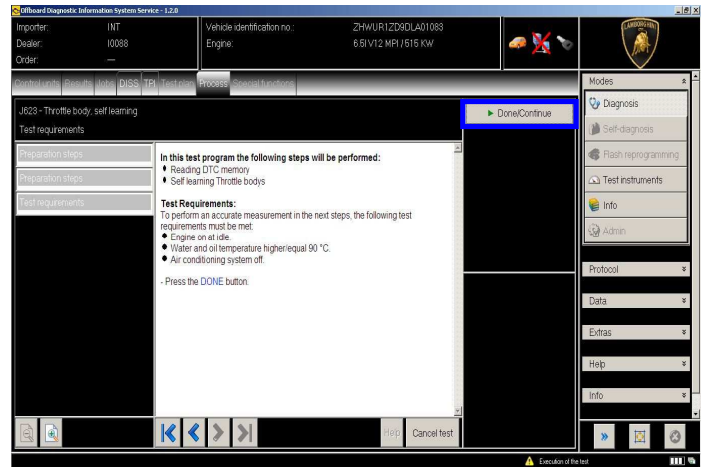 Offboard Diagnostic Information System Service - 1.2.0
Importer: INT
Dealer: I0088
Order: —
Vehicle identification no.: ZHWUR1ZD9DLA01083
Engine: 6.5l V12 MPI / 515 KW
LAMBORGHINI
Control units Results Jobs DISS TPI Test plan Process Special functions
J623 - Throttle body, self learning
Test requirements
Done/Continue
Preparation steps
Preparation steps
Test requirements
In this test program the following steps will be performed:
Reading DTC memory
Self learning Throttle bodys
Test Requirements:
To perform an accurate measurement in the next steps, the following test
requirements must be met:
Engine on at idle.
Water and oil temperature higher/equal 90 °C.
Air conditioning system off.
- Press the DONE button.
Help
Cancel test
Modes
Diagnosis
Self-diagnosis
Flash reprogramming
Test instruments
Info
Admin
Protocol
Data
Extras
Help
Info
Execution of the test